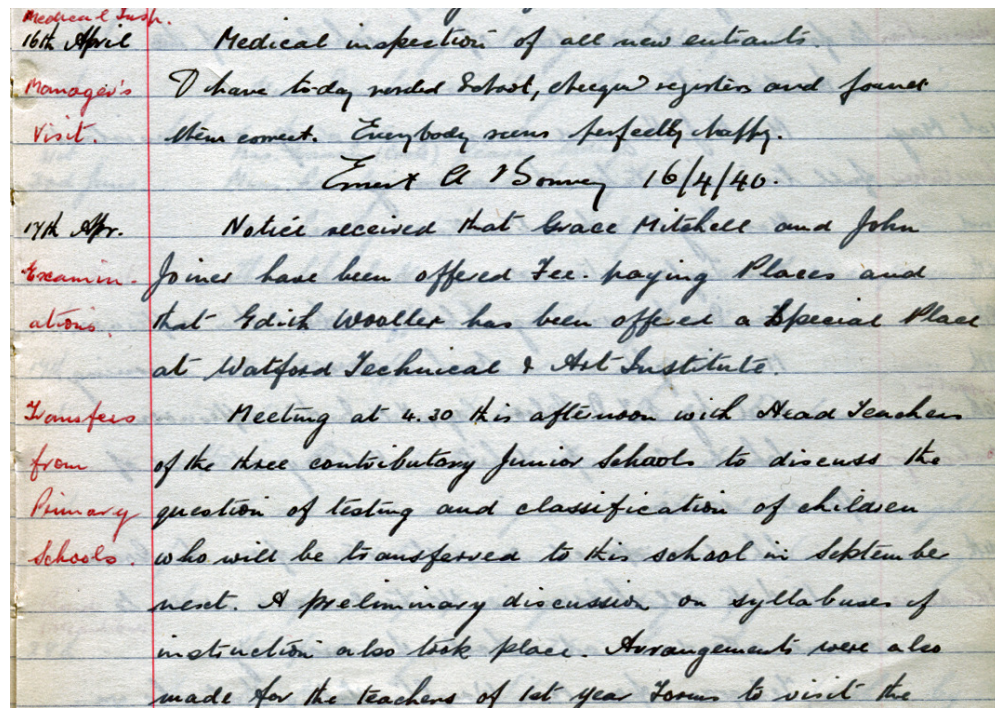 Medical Insp.
16th April Medical inspection of all new entrants.
Manager's I have to-day visited School, checqued registers and found
Visit. them correct. Everybody seems perfectly happy.
Ernest A Bonney 16/4/40.
17th Apr. Notice received that Grace Mitchell and John
Examin- Joiner have been offered Fee-paying Places and
ations. that Edith Wooller has been offered a Special Place
at Watford Technical & Art Institute
Transfers Meeting at 4.30 this afternoon with Head Teachers
from of the three contributary Junior Schools to discuss the
Primary question of testing and classification of children
Schools. who will be transferred to this school in September
next. A preliminary discussion on syllabuses of
instruction also took place. Arrangements were also
made for the teachers of 1st year Forms to visit the